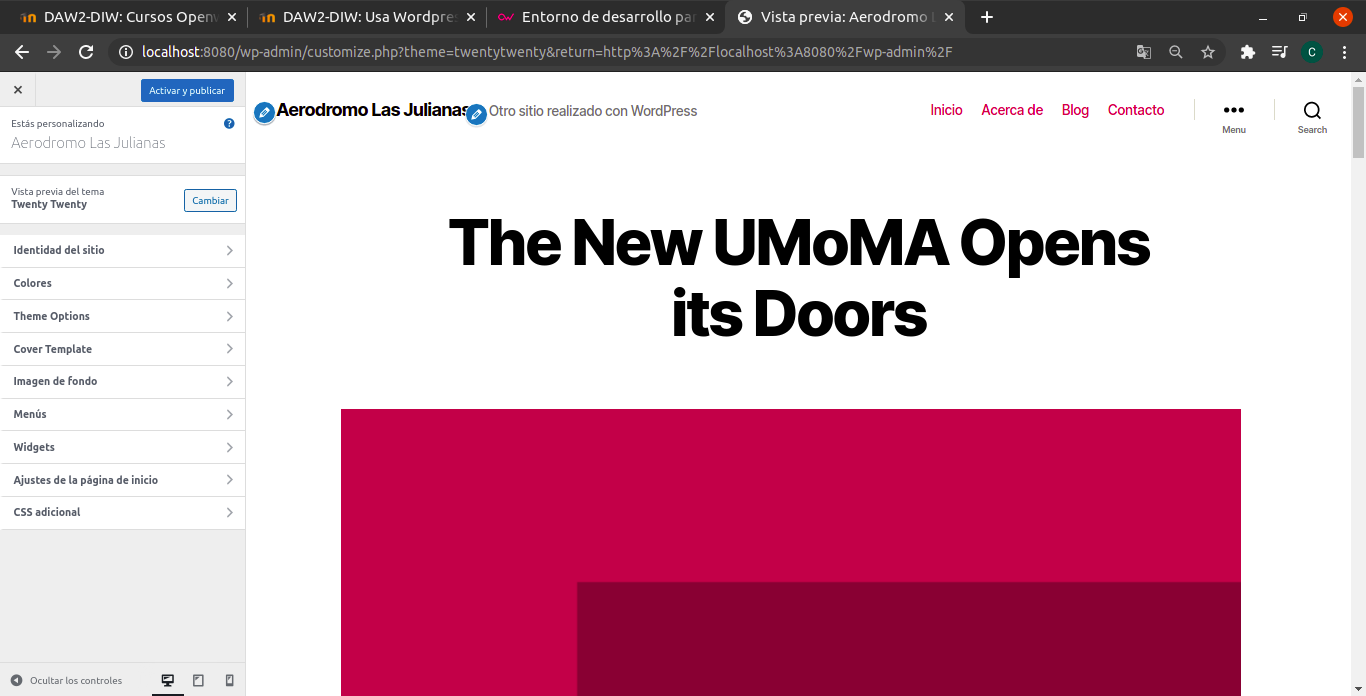 DAW2-DIW: Cursos Openw
DAW2-DIW: Usa Wordpres
Entorno de desarrollo par
Vista previa: Aerodromo L
localhost:8080/wp-admin/customize.php?theme=twentytwenty&return=http%3A%2F%2Flocalhost%3A8080%2Fwp-admin%2F
C
Activar y publicar
Estás personalizando
Aerodromo Las Julianas
Vista previa del tema
Twenty Twenty
Cambiar
Identidad del sitio
Colores
Theme Options
Cover Template
Imagen de fondo
Menús
Widgets
Ajustes de la página de inicio
CSS adicional
Ocultar los controles
Aerodromo Las Julianas
Otro sitio realizado con WordPress
Inicio
Acerca de
Blog
Contacto
Menu
Search
The New UMoMA Opens
its Doors